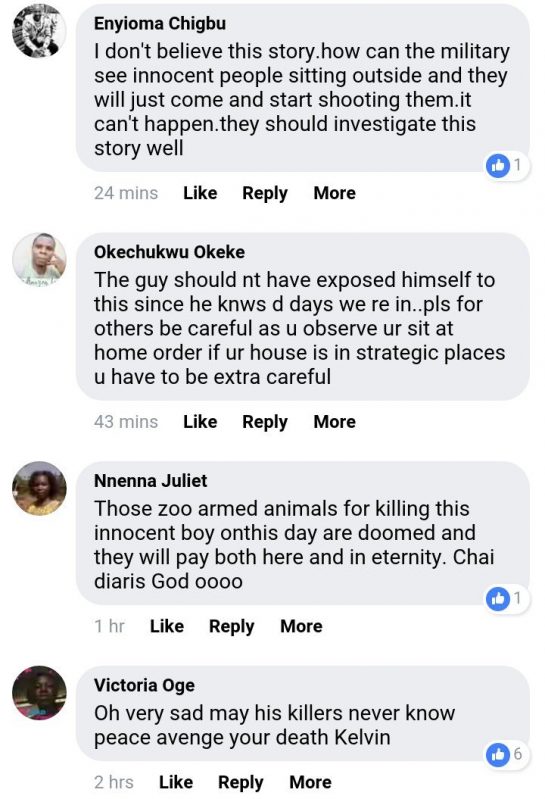 Enyioma Chigbu
I don't believe this story.how can the military
see innocent people sitting outside and they
will just come and start shooting them.it
can't happen.they should investigate this
story well
1
24 mins Like Reply More
Okechukwu Okeke
The guy should nt have exposed himself to
this since he knws d days we re in..pls for
others be careful as u observe ur sit at
home order if ur house is in strategic places
u have to be extra careful
43 mins Like Reply More
Nnenna Juliet
Those zoo armed animals for killing this
innocent boy onthis day are doomed and
they will pay both here and in eternity. Chai
diaris God oooo
1
1 hr Like Reply More
Victoria Oge
Oh very sad may his killers never know
peace avenge your death Kelvin
6
2 hrs Like Reply More